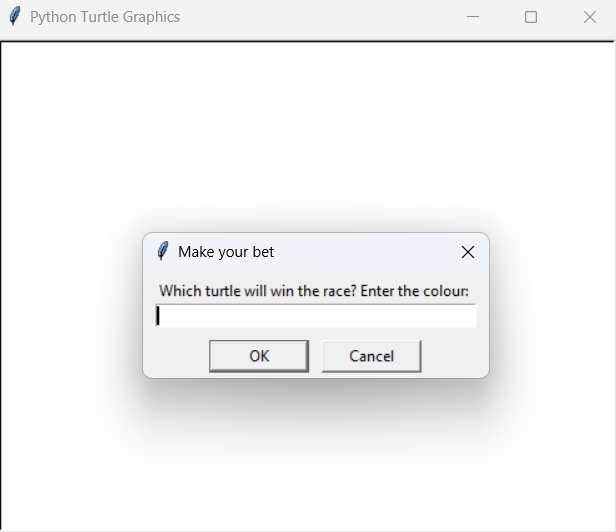 Python Turtle Graphics
Make your bet
Which turtle will win the race? Enter the colour:
OK
Cancel